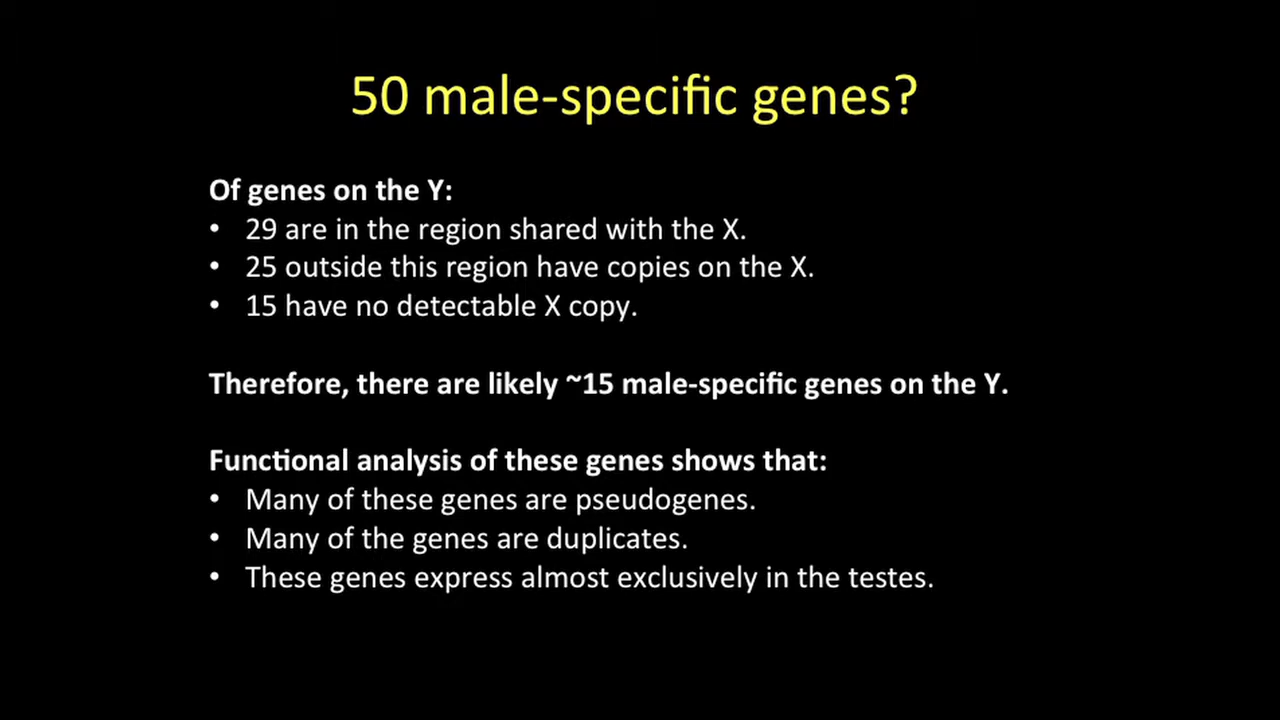 50 male-specific genes?
Of genes on the Y:
• 29 are in the region shared with the X.
• 25 outside this region have copies on the X.
• 15 have no detectable X copy.
Therefore, there are likely ~15 male-specific genes on the Y.
Functional analysis of these genes shows that:
• Many of these genes are pseudogenes.
• Many of the genes are duplicates.
• These genes express almost exclusively in the testes.